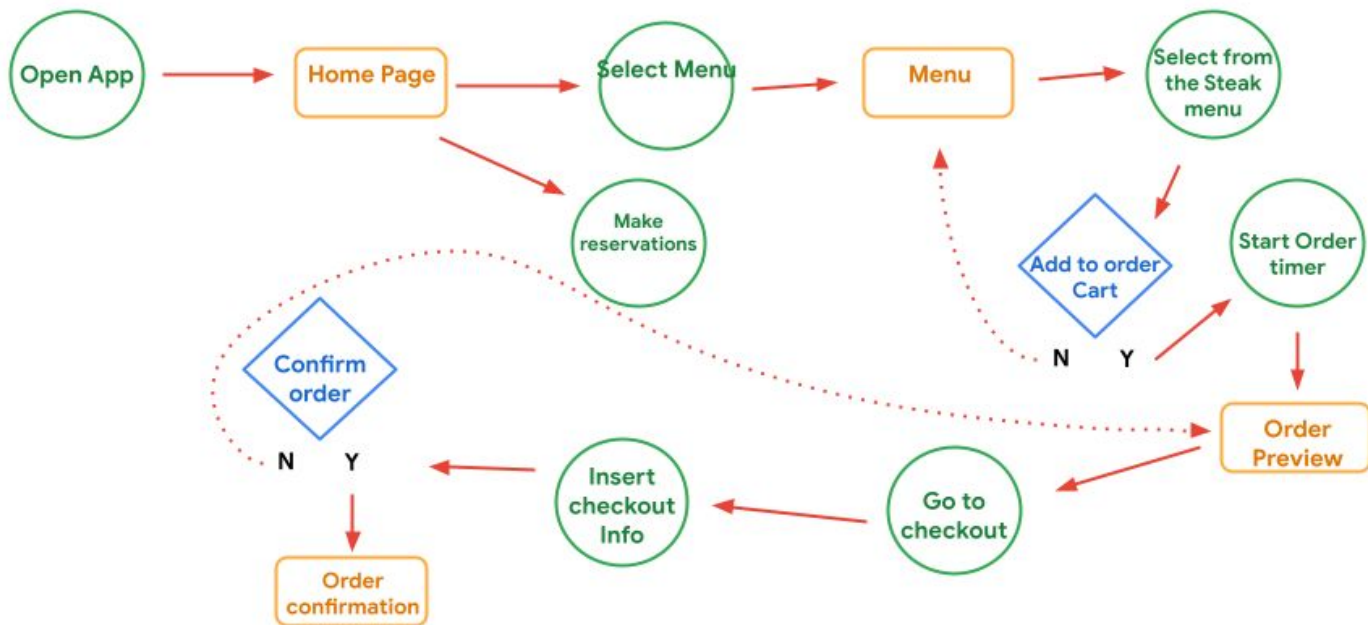 Open App
Home Page
Select Menu
Menu
Select from
the Steak
menu
Make
reservations
Add to order
Cart
Start Order
timer
N
Y
Confirm
order
Order
Preview
N
Y
Insert
checkout
Info
Go to
checkout
Order
confirmation